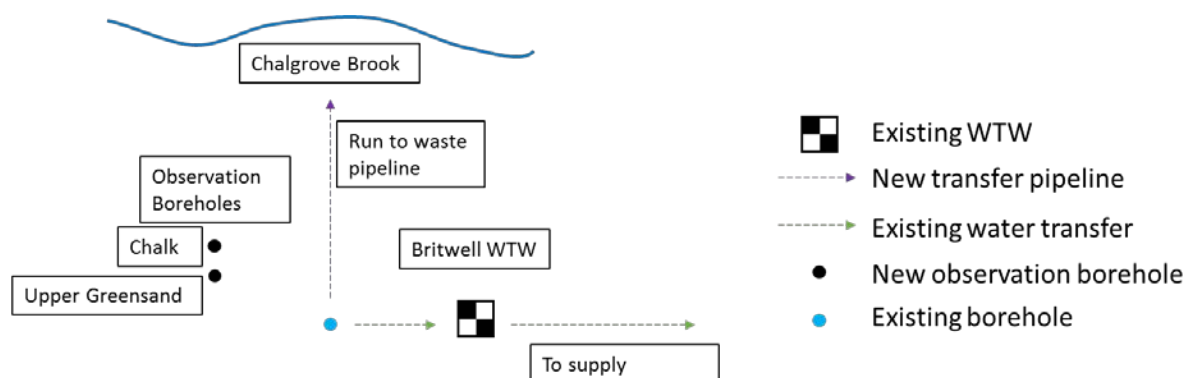 Chalgrove Brook
Run to waste
pipeline
Observation
Boreholes
Chalk
Upper Greensand
Britwell WTW
To supply
Existing WTW
New transfer pipeline
Existing water transfer
New observation borehole
Existing borehole